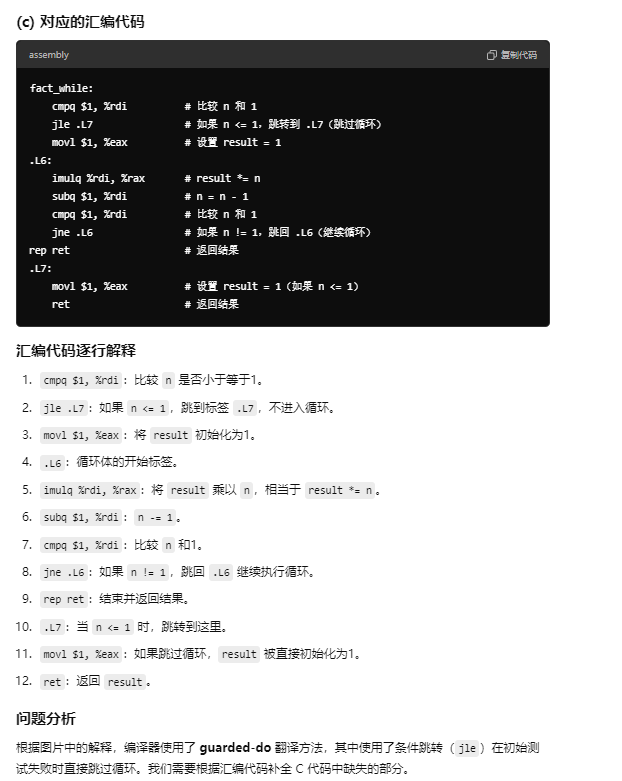 (c) 对应的汇编代码
assembly 复制代码
fact_while:
cmpq $1, %rdi # 比较 n 和 1
jle .L7 # 如果 n <= 1，跳转到 .L7（跳过循环）
movl $1, %eax # 设置 result = 1
.L6:
imulq %rdi, %rax # result *= n
subq $1, %rdi # n = n - 1
cmpq $1, %rdi # 比较 n 和 1
jne .L6 # 如果 n != 1，跳回 .L6（继续循环）
rep ret # 返回结果
.L7:
movl $1, %eax # 设置 result = 1（如果 n <= 1）
ret # 返回结果
汇编代码逐行解释
1. cmpq $1, %rdi：比较 n 是否小于等于1。
2. jle .L7：如果 n <= 1，跳到标签 .L7，不进入循环。
3. movl $1, %eax：将 result 初始化为1。
4. .L6：循环体的开始标签。
5. imulq %rdi, %rax：将 result 乘以 n，相当于 result *= n。
6. subq $1, %rdi：n -= 1。
7. cmpq $1, %rdi：比较 n 和1。
8. jne .L6：如果 n != 1，跳回 .L6 继续执行循环。
9. rep ret：结束并返回结果。
10. .L7：当 n <= 1 时，跳转到这里。
11. movl $1, %eax：如果跳过循环，result 被直接初始化为1。
12. ret：返回 result。
问题分析
根据图片中的解释，编译器使用了 guarded-do 翻译方法，其中使用了条件跳转（jle）在初始测
试失败时直接跳过循环。我们需要根据汇编代码补全 C 代码中缺失的部分。